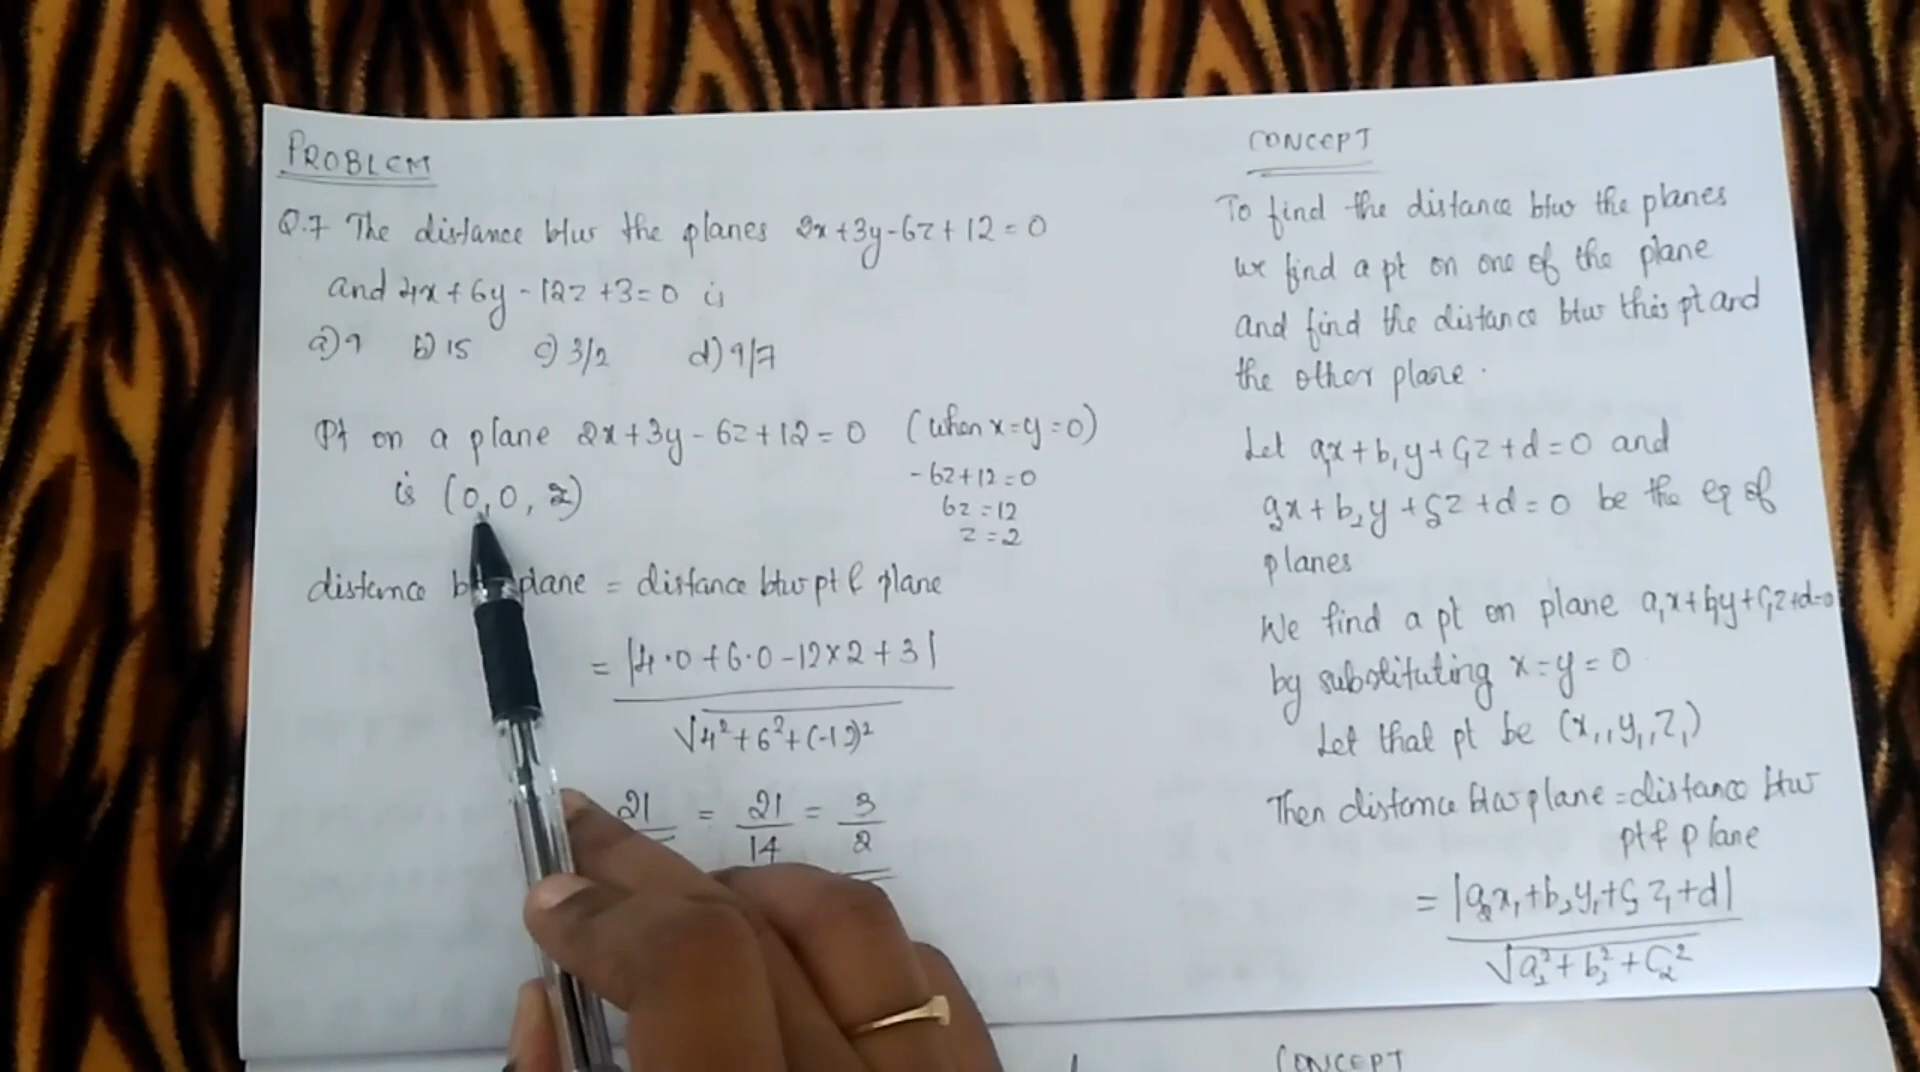 PROBLEM
Q.7 The distance btw the planes 2x+3y-6z+12=0
and 4x+6y-12z+3=0 is
a) 9 b) 15 c) 3/2 d) 9/7
Pt on a plane 2x+3y-6z+12=0 (when x=y=0)
is (0,0,2)
-6z+12=0
6z=12
z=2
distance plane = distance btw pt & plane
= |4·0+6·0-12×2+3|
√4²+6²+(-12)²
21 = 21 = 3
14 2
CONCEPT
To find the distance btw the planes
we find a pt on one of the plane
and find the distance btw this pt and
the other plane.
Let a₁x+b₁y+c₁z+d=0 and
a₂x+b₂y+c₂z+d=0 be the eq of
planes
We find a pt on plane a₁x+b₁y+c₁z+d=0
by substituting x=y=0
Let that pt be (x₁,y₁,z₁)
Then distance btw plane=distance btw
pt & plane
= |a₂x₁+b₂y₁+c₂z₁+d|
√a₂²+b₂²+c₂²
CONCEPT